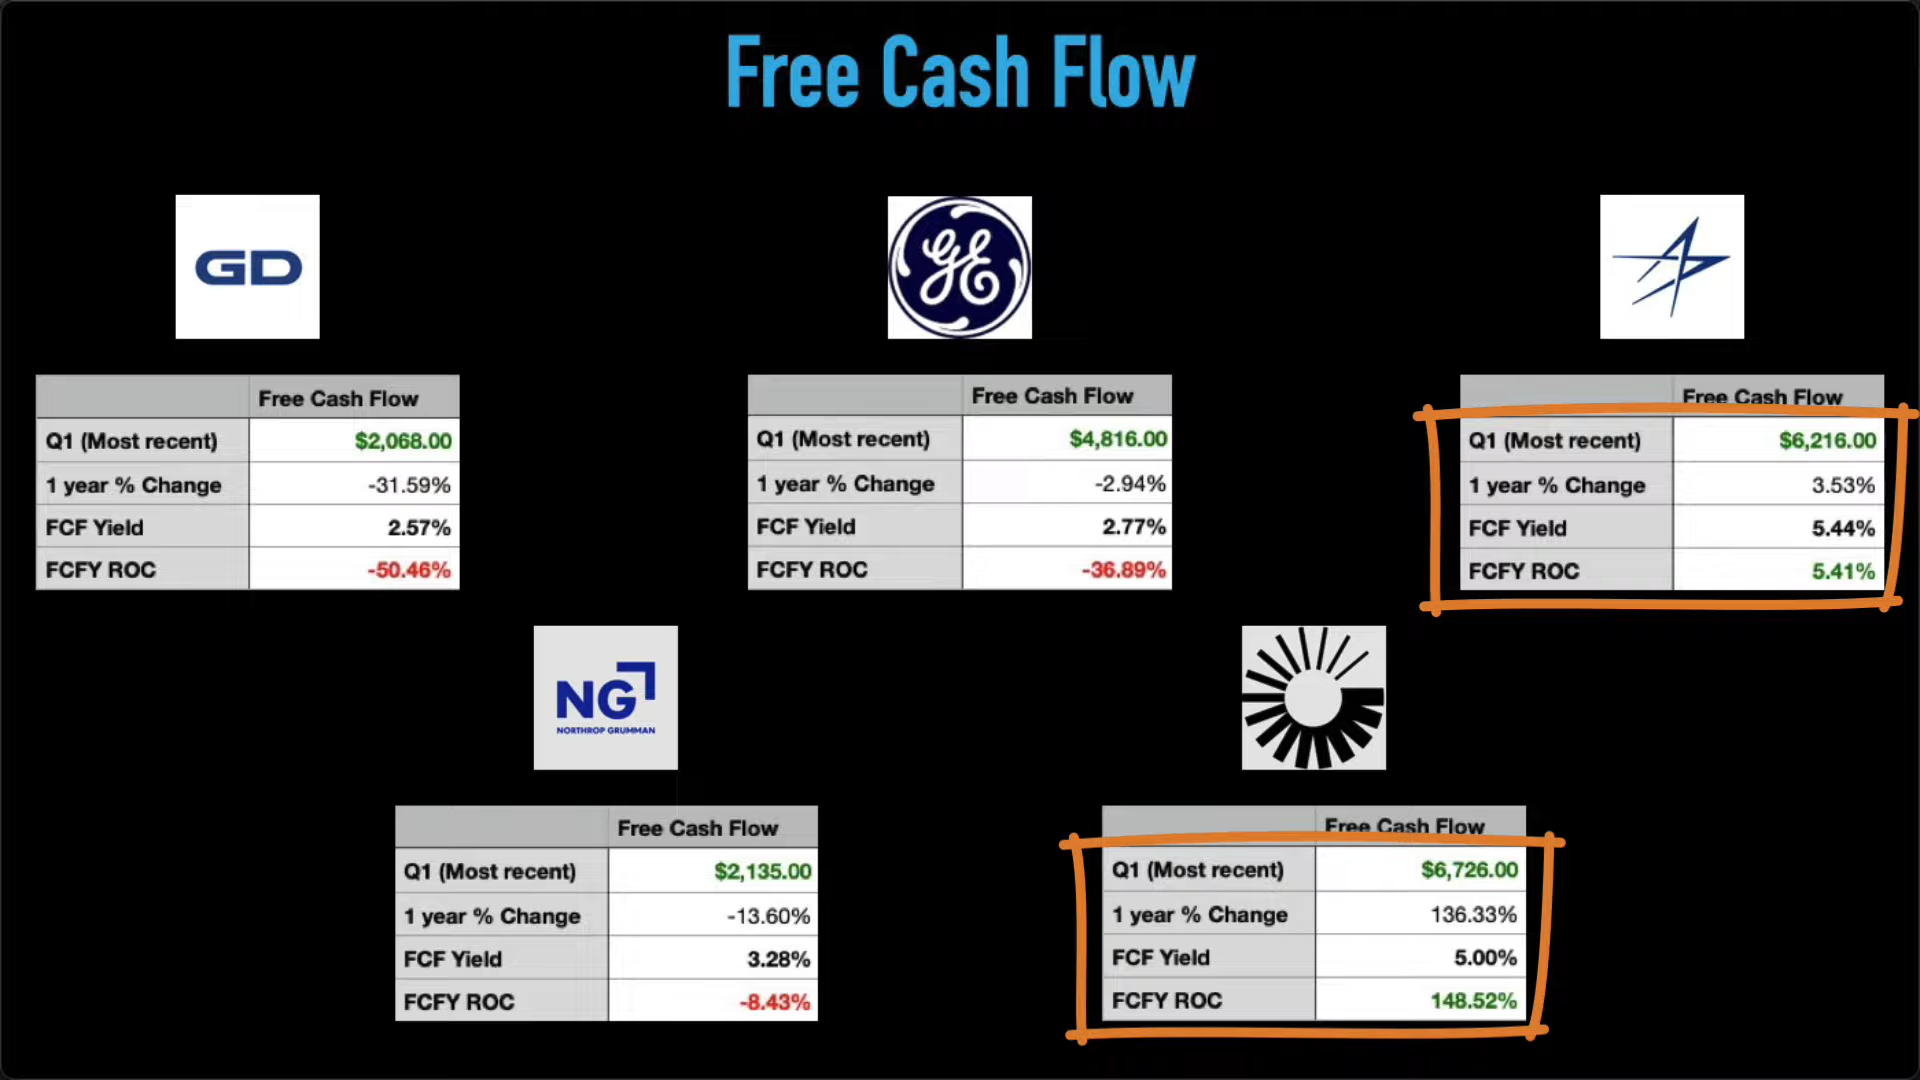 Free Cash Flow
GD
GE
Free Cash Flow
Q1 (Most recent) $2,068.00
1 year % Change -31.59%
FCF Yield 2.57%
FCFY ROC -50.46%
Free Cash Flow
Q1 (Most recent) $4,816.00
1 year % Change -2.94%
FCF Yield 2.77%
FCFY ROC -36.89%
Free Cash Flow
Q1 (Most recent) $6,216.00
1 year % Change 3.53%
FCF Yield 5.44%
FCFY ROC 5.41%
NG
NORTHROP GRUMMAN
Free Cash Flow
Q1 (Most recent) $2,135.00
1 year % Change -13.60%
FCF Yield 3.28%
FCFY ROC -8.43%
Free Cash Flow
Q1 (Most recent) $6,726.00
1 year % Change 136.33%
FCF Yield 5.00%
FCFY ROC 148.52%